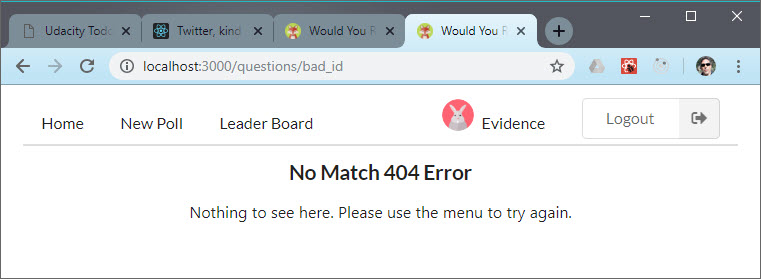 Udacity Todo
Twitter, kind
Would You R
Would You R
localhost:3000/questions/bad_id
Home
New Poll
Leader Board
Evidence
Logout
No Match 404 Error
Nothing to see here. Please use the menu to try again.